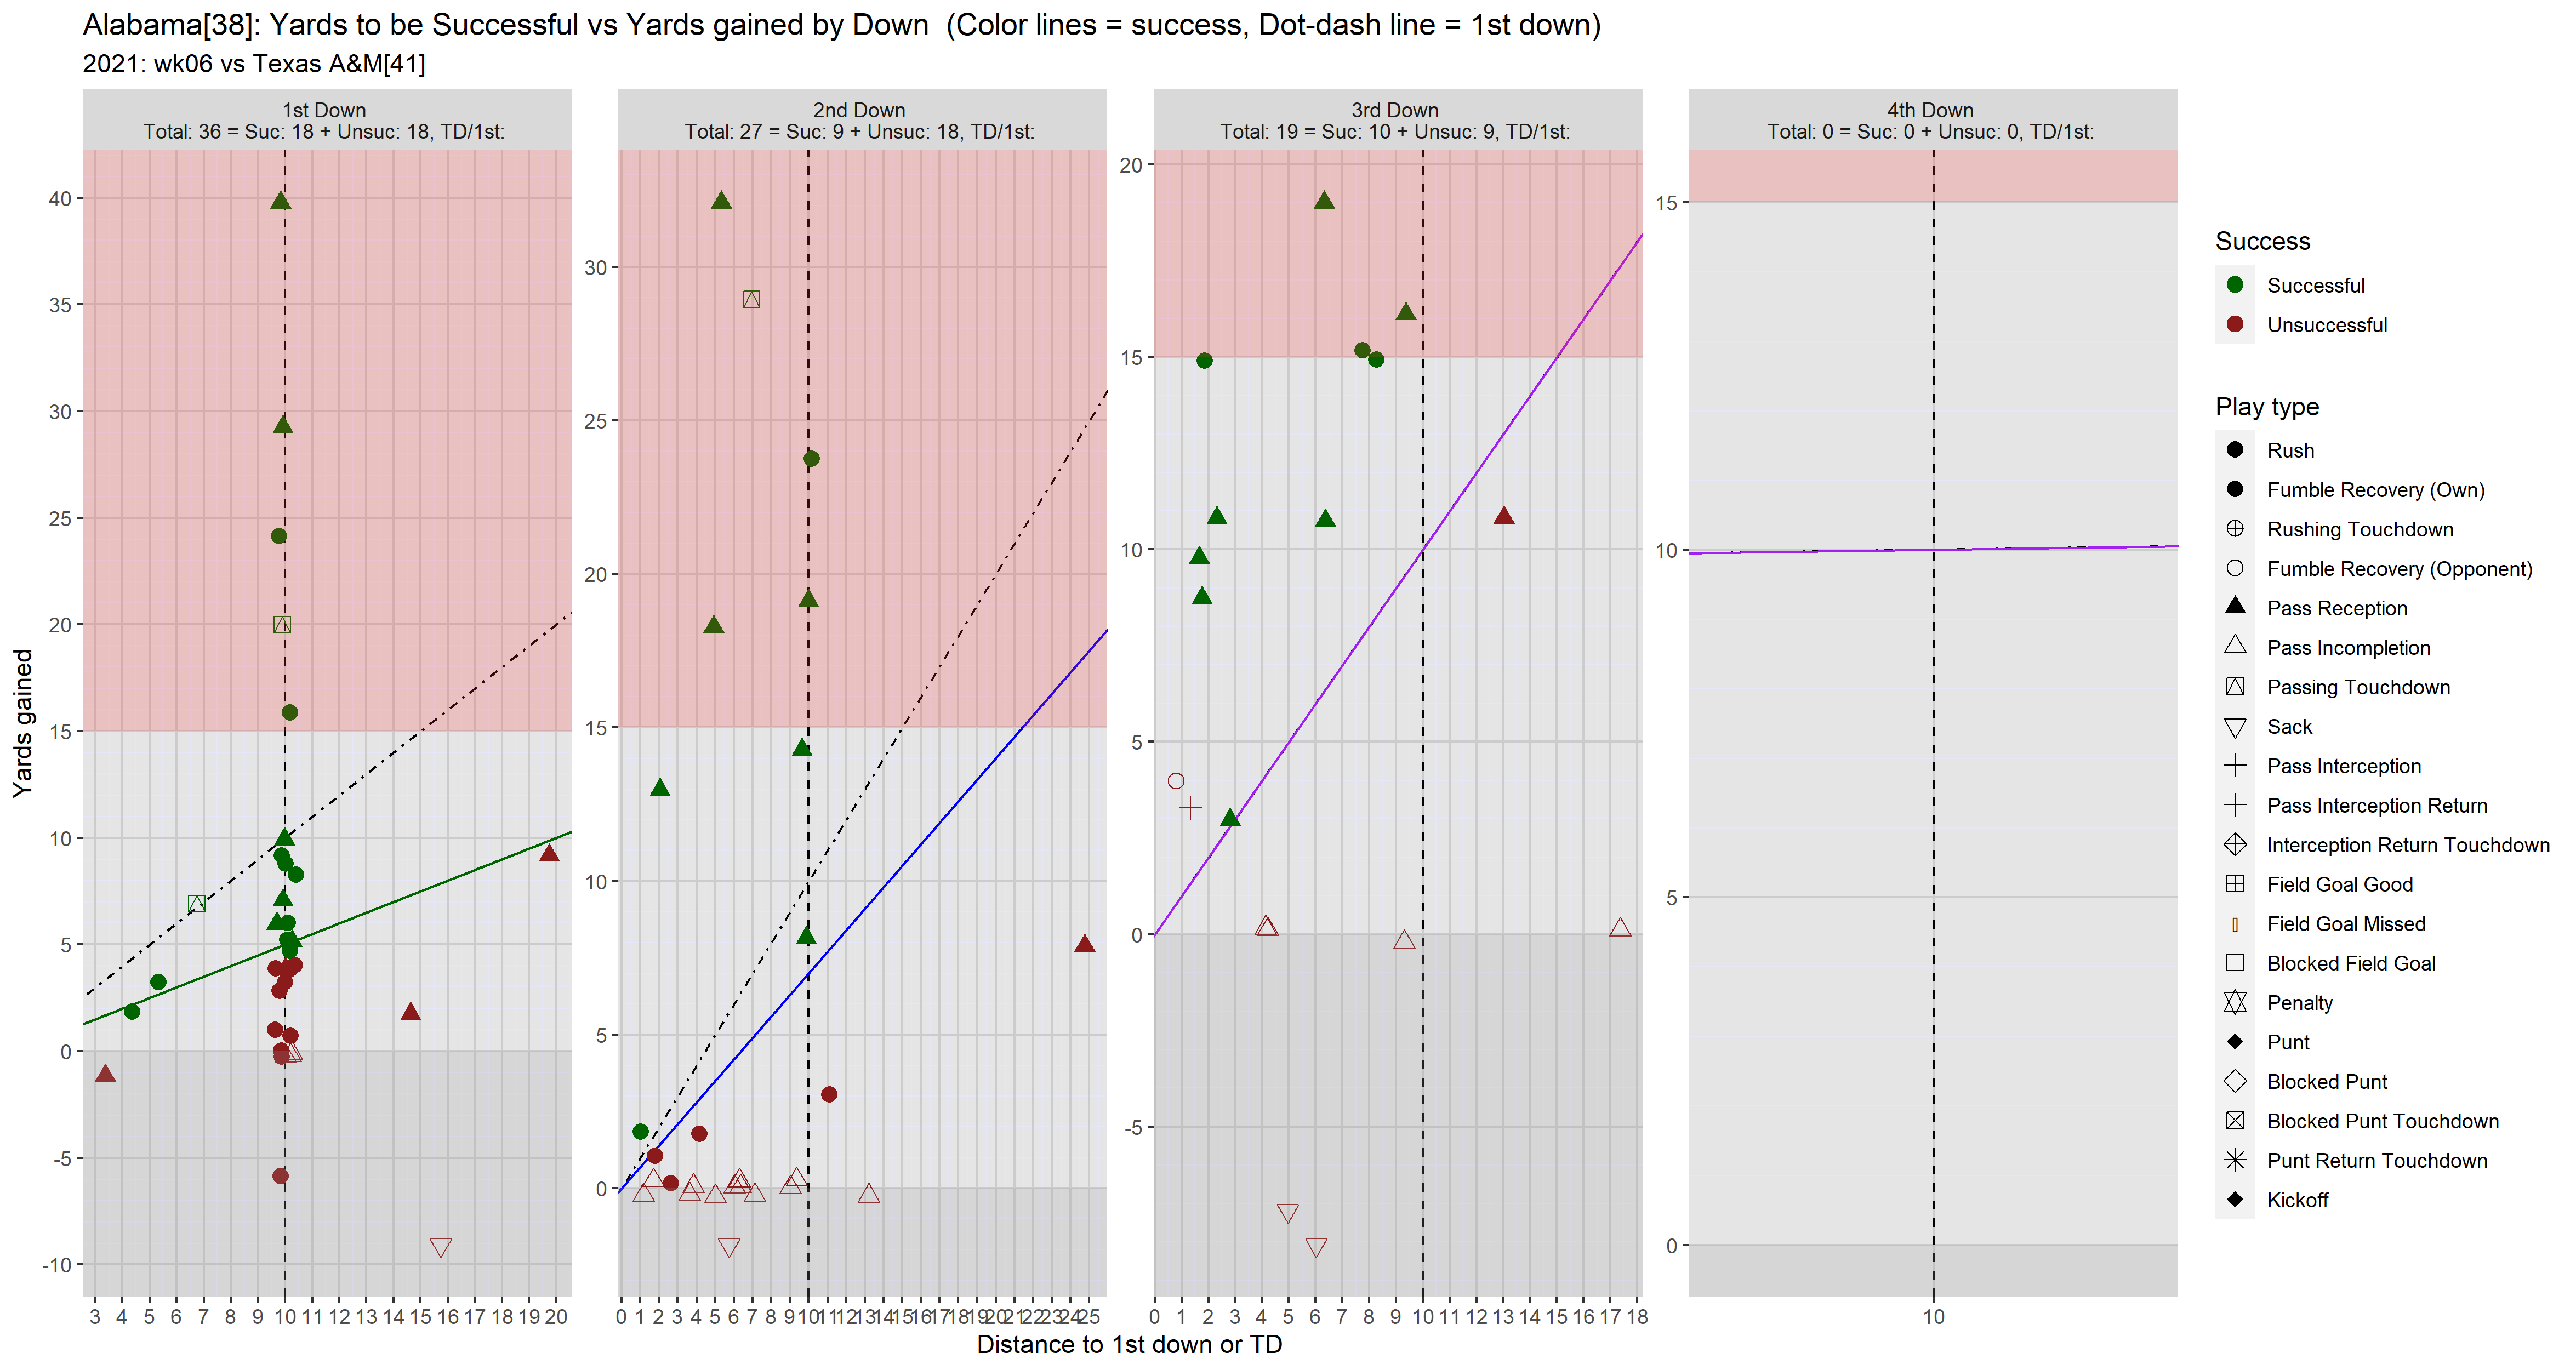 Alabama[38]: Yards to be Successful vs Yards gained by Down  (Color lines = success, Dot-dash line = 1st down)
2021: wk06 vs Texas A&M[41]
1st Down
Total: 36 = Suc: 18 + Unsuc: 18, TD/1st:
2nd Down
Total: 27 = Suc: 9 + Unsuc: 18, TD/1st:
3rd Down
Total: 19 = Suc: 10 + Unsuc: 9, TD/1st:
4th Down
Total: 0 = Suc: 0 + Unsuc: 0, TD/1st:
Yards gained
40
35
30
25
20
15
10
5
0
-5
-10
3 4 5 6 7 8 9 10 11 12 13 14 15 16 17 18 19 20
30
25
20
15
10
5
0
0 1 2 3 4 5 6 7 8 9 10 11 12 13 14 15 16 17 18 19 20 21 22 23 24 25
20
15
10
5
0
-5
0 1 2 3 4 5 6 7 8 9 10 11 12 13 14 15 16 17 18
15
10
5
0
10
Distance to 1st down or TD
Success
Successful
Unsuccessful
Play type
Rush
Fumble Recovery (Own)
Rushing Touchdown
Fumble Recovery (Opponent)
Pass Reception
Pass Incompletion
Passing Touchdown
Sack
Pass Interception
Pass Interception Return
Interception Return Touchdown
Field Goal Good
Field Goal Missed
Blocked Field Goal
Penalty
Punt
Blocked Punt
Blocked Punt Touchdown
Punt Return Touchdown
Kickoff